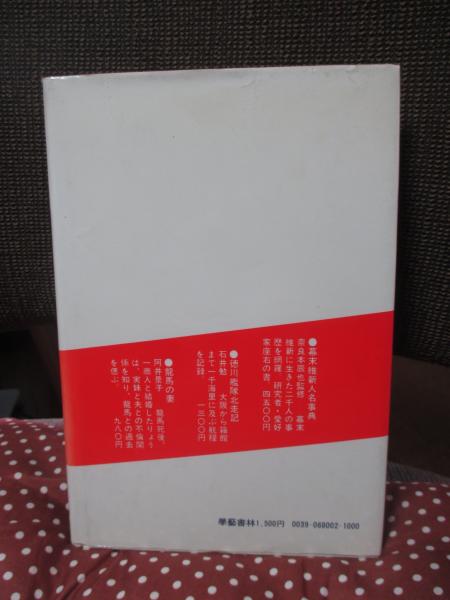 ●幕末維新人名事典
奈良本辰也監修　幕末
維新に生きた二千人の事
歴を網羅　研究者・愛好
家座右の書　四五〇〇円
●徳川艦隊北走記
石井勉　大阪から箱館
まで一千海里に及ぶ航程
を記録　一三〇〇円
●龍馬の妻
阿井景子　龍馬死後、
一商人と結婚したりょう
は、実妹と夫との不倫関
係を知り、龍馬との過去
を偲ぶ。　九八〇円
學藝書林1,500円 0039-069002-1000